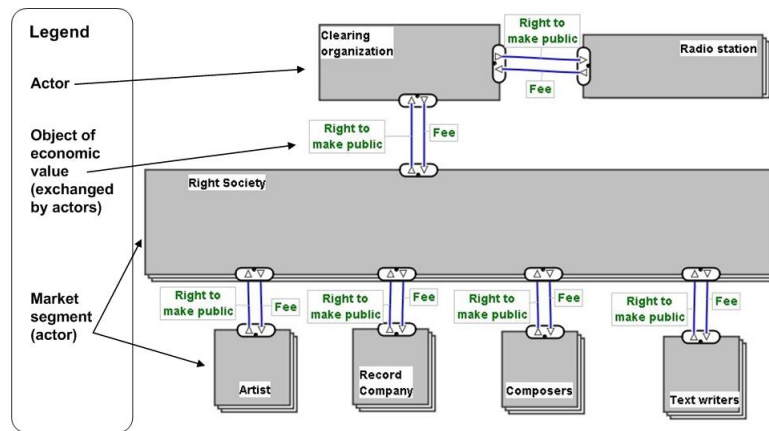 Legend
Actor
Object of
economic
value
(exchanged
by actors)
Market
segment
(actor)
Clearing
organization
Right to
make public
Fee
Radio station
Right to
make public
Fee
Right Society
Right to
make public
Fee
Right to
make public
Fee
Right to
make public
Fee
Right to
make public
Fee
Artist
Record
Company
Composers
Text writers